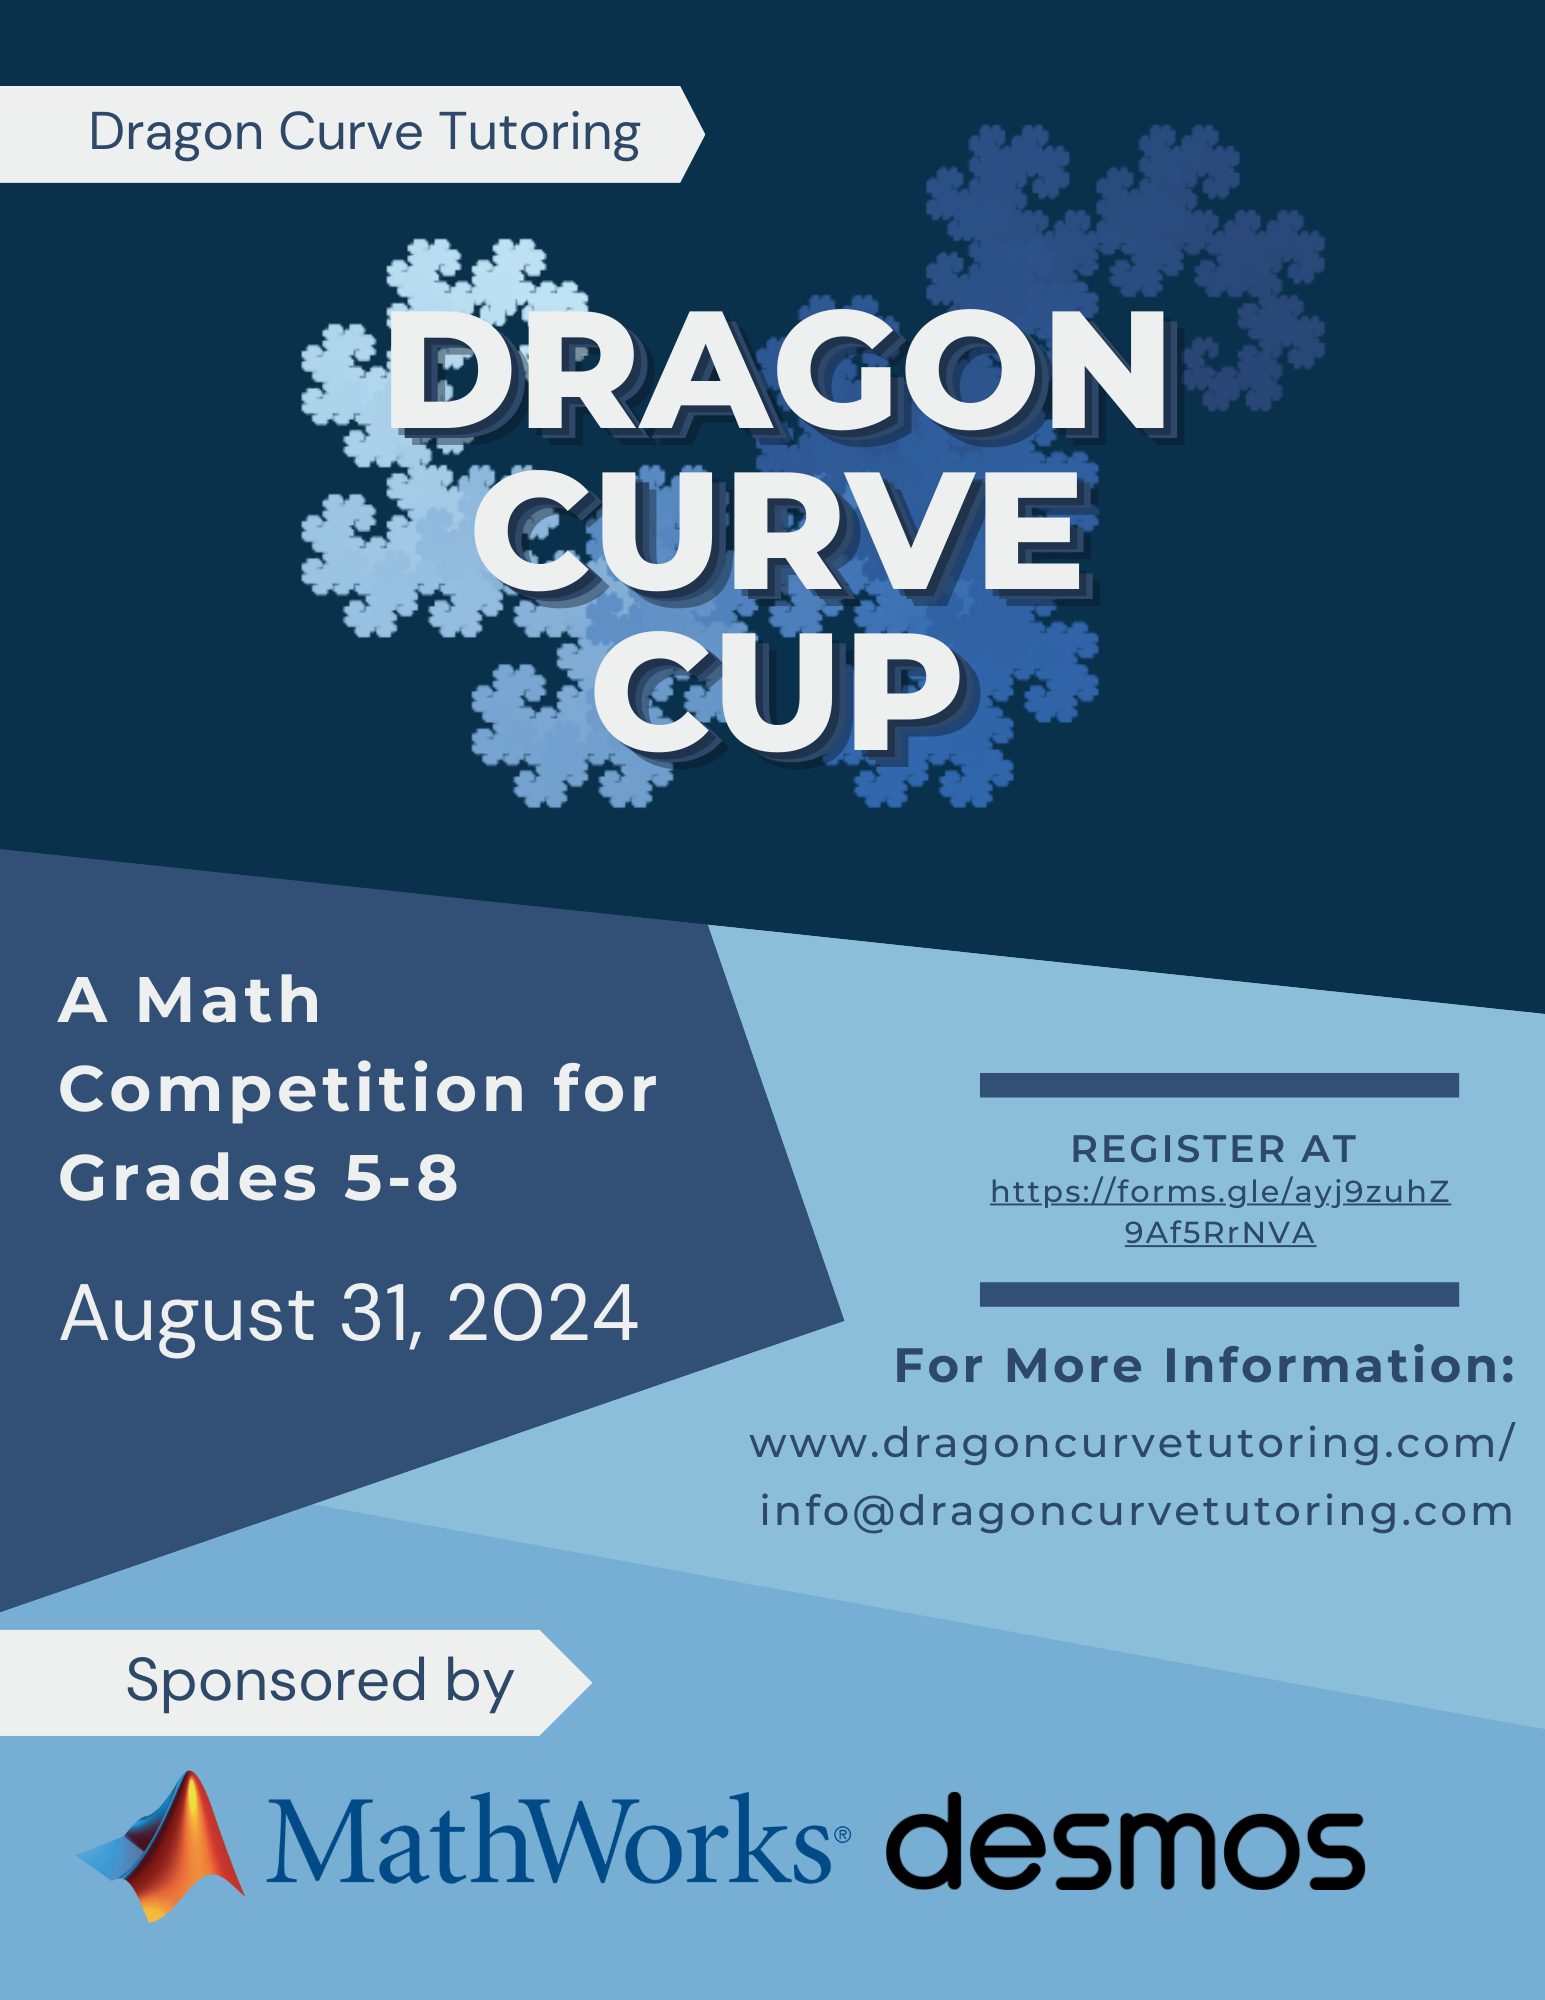 Dragon Curve Tutoring
DRAGON
CURVE
CUP
A Math
Competition for
Grades 5-8
August 31, 2024
REGISTER AT
https://forms.gle/ayj9zuhZ
9Af5RrNVA
For More Information:
www.dragoncurvetutoring.com/
info@dragoncurvetutoring.com
Sponsored by
MathWorks® desmos